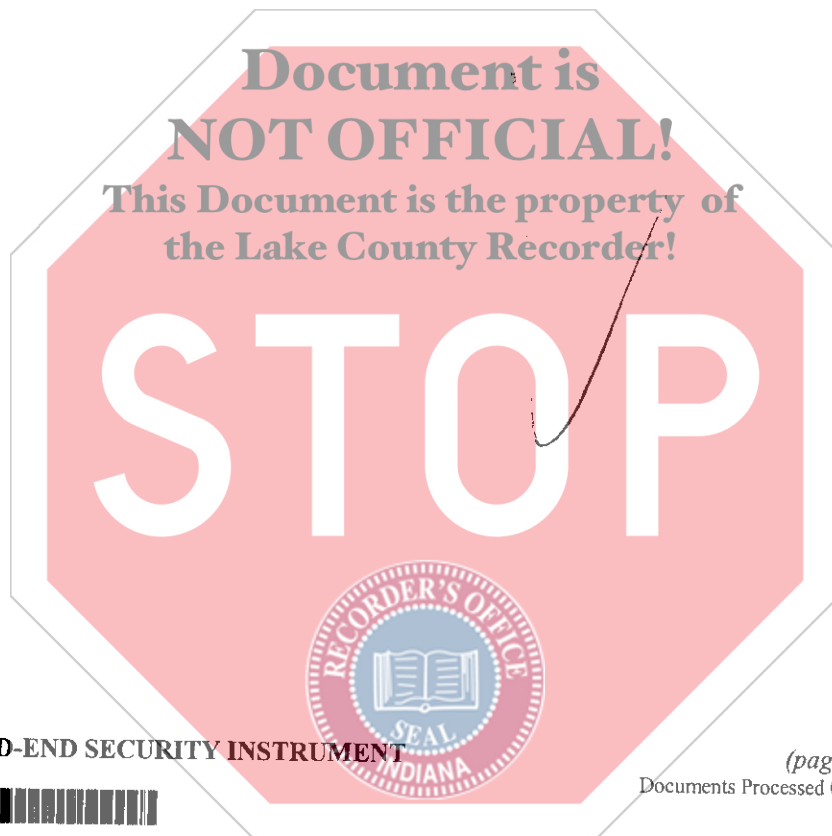 Document is
NOT OFFICIAL!
This Document is the property of
the Lake County Recorder!
STOP
RECORDER'S OFFICE
SEAL
INDIANA
D-END SECURITY INSTRUMENT
(pag
Documents Processed